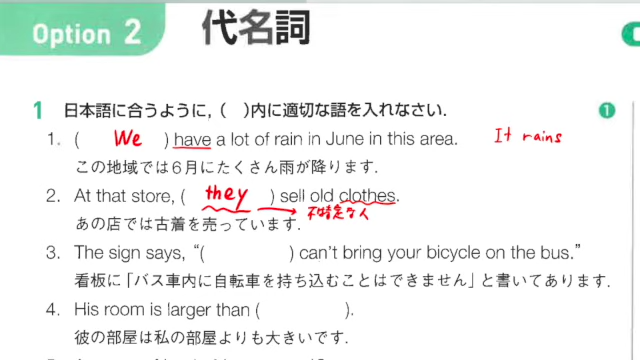 Option 2 代名詞
1 日本語に合うように,( )内に適切な語を入れなさい. 1
1. ( We ) have a lot of rain in June in this area. It rains
この地域では6月にたくさん雨が降ります.
2. At that store, ( they ) sell old clothes.
不特定な人
あの店では古着を売っています.
3. The sign says, “( ) can't bring your bicycle on the bus.”
看板に「バス車内に自転車を持ち込むことはできません」と書いてあります.
4. His room is larger than ( ).
彼の部屋は私の部屋よりも大きいです.